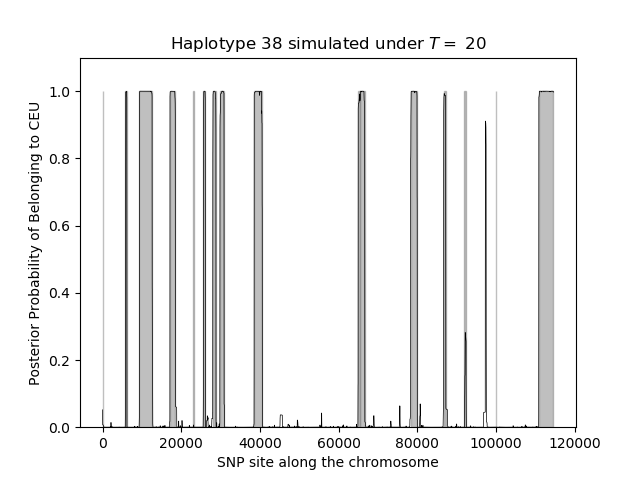 Haplotype 38 simulated under T = 20
Posterior Probability of Belonging to CEU
1.0
0.8
0.6
0.4
0.2
0.0
0 20000 40000 60000 80000 100000 120000
SNP site along the chromosome